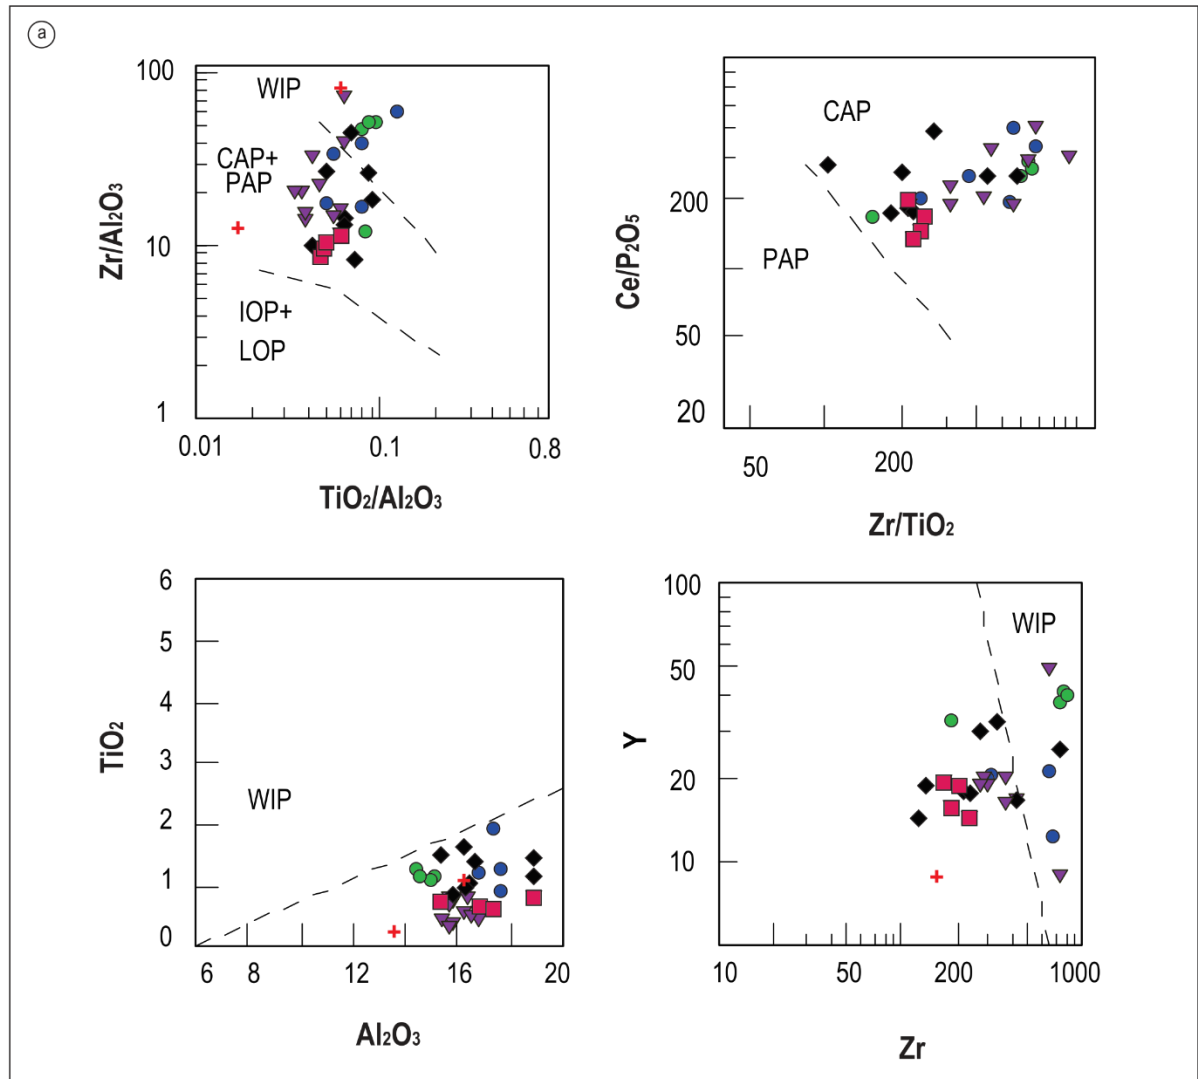 a
100
10
1
Zr/Al₂O₃
WIP
CAP+
PAP
IOP+
LOP
0.01
0.1
0.8
TiO₂/Al₂O₃
CAP
PAP
200
50
20
Ce/P₂O₅
50
200
Zr/TiO₂
6
5
4
3
2
1
0
TiO₂
WIP
6
8
12
16
20
Al₂O₃
100
50
20
10
Y
WIP
10
50
200
1000
Zr